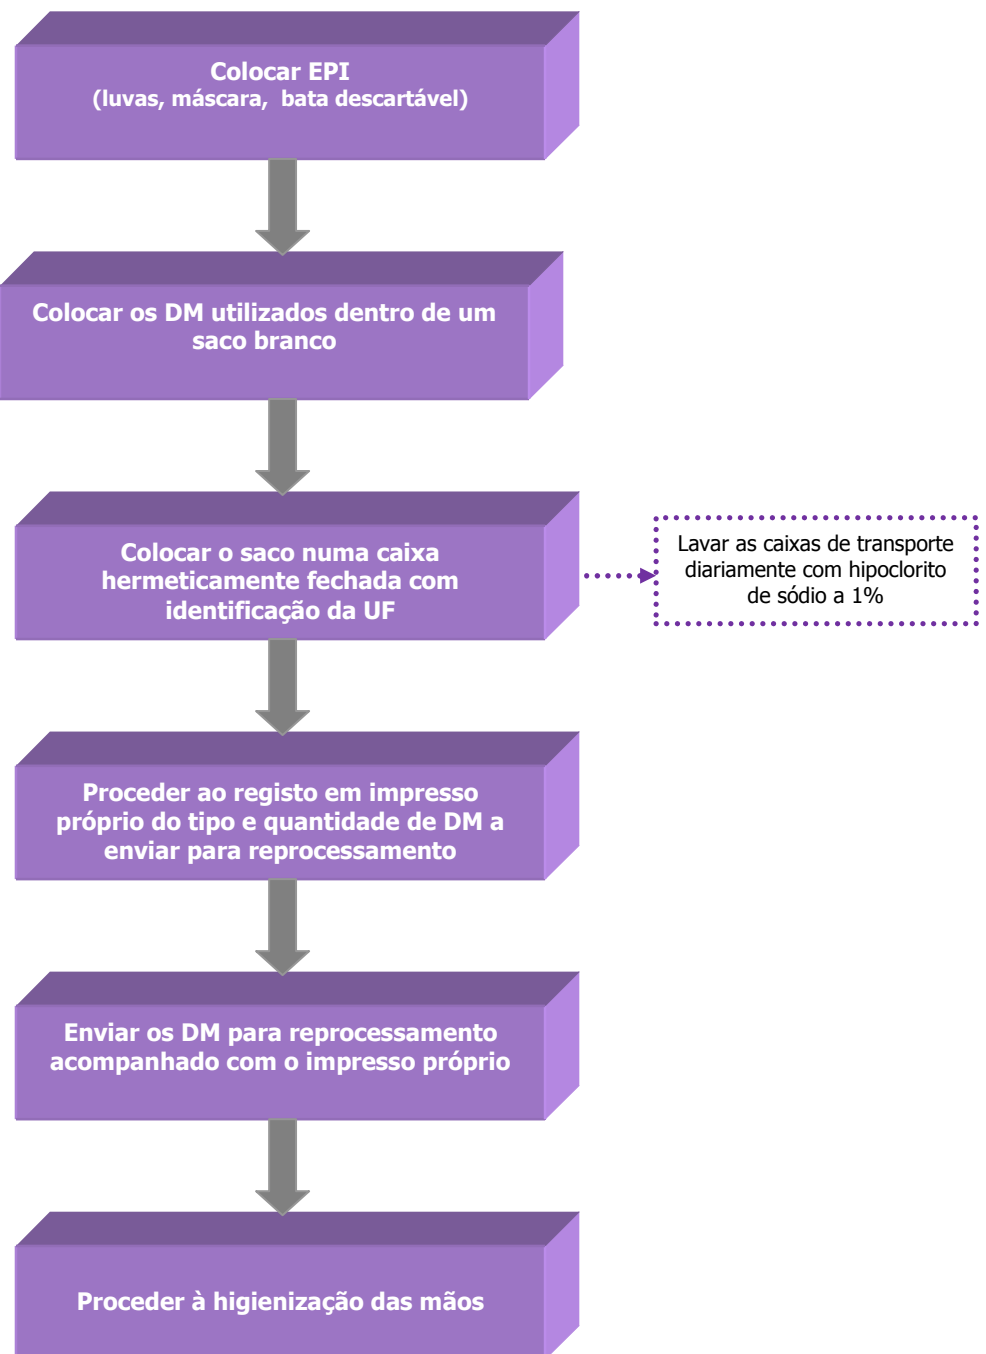 Colocar EPI
(luvas, máscara, bata descartável)
Colocar os DM utilizados dentro de um
saco branco
Colocar o saco numa caixa
hermeticamente fechada com
identificação da UF
Lavar as caixas de transporte
diariamente com hipoclorito
de sódio a 1%
Proceder ao registo em impresso
próprio do tipo e quantidade de DM a
enviar para reprocessamento
Enviar os DM para reprocessamento
acompanhado com o impresso próprio
Proceder à higienização das mãos